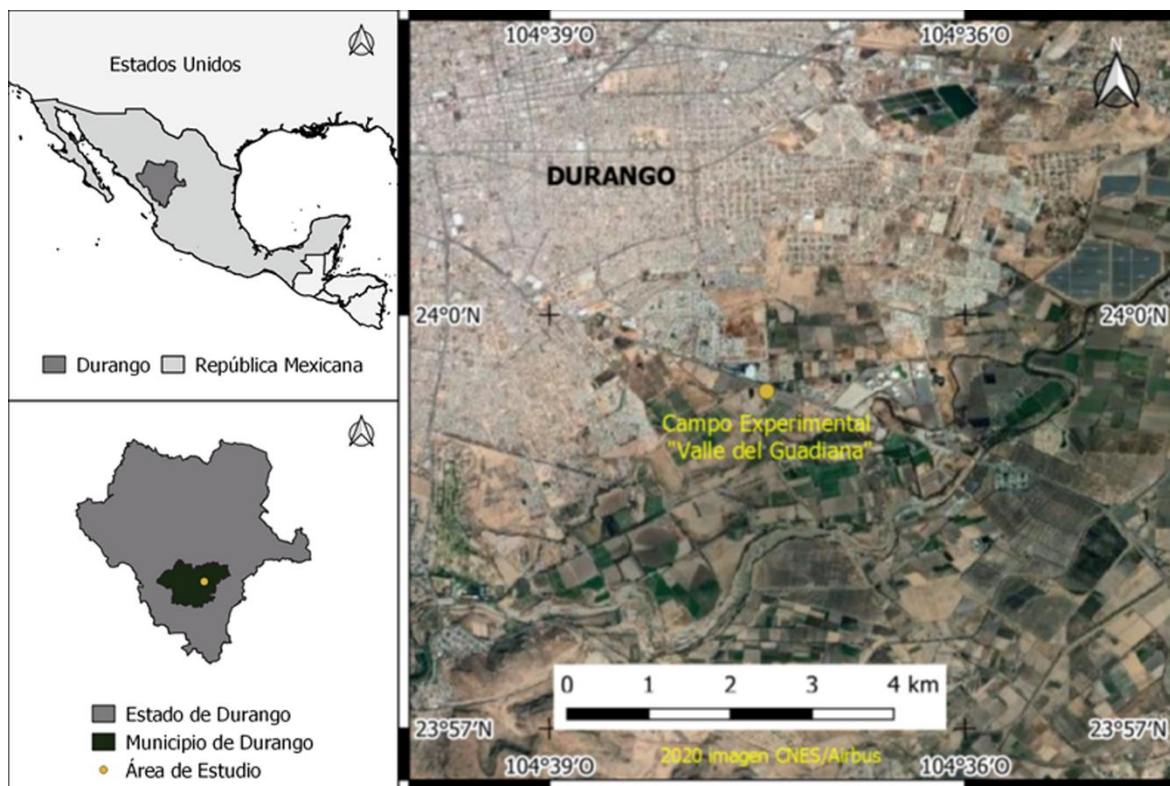 Estados Unidos
Durango
República Mexicana
Estado de Durango
Municipio de Durango
Área de Estudio
104°39'O
104°36'O
N
DURANGO
24°0'N
24°0'N
Campo Experimental
"Valle del Guadiana"
0 1 2 3 4 km
23°57'N
23°57'N
2020 imagen CNES/Airbus
104°39'O
104°36'O